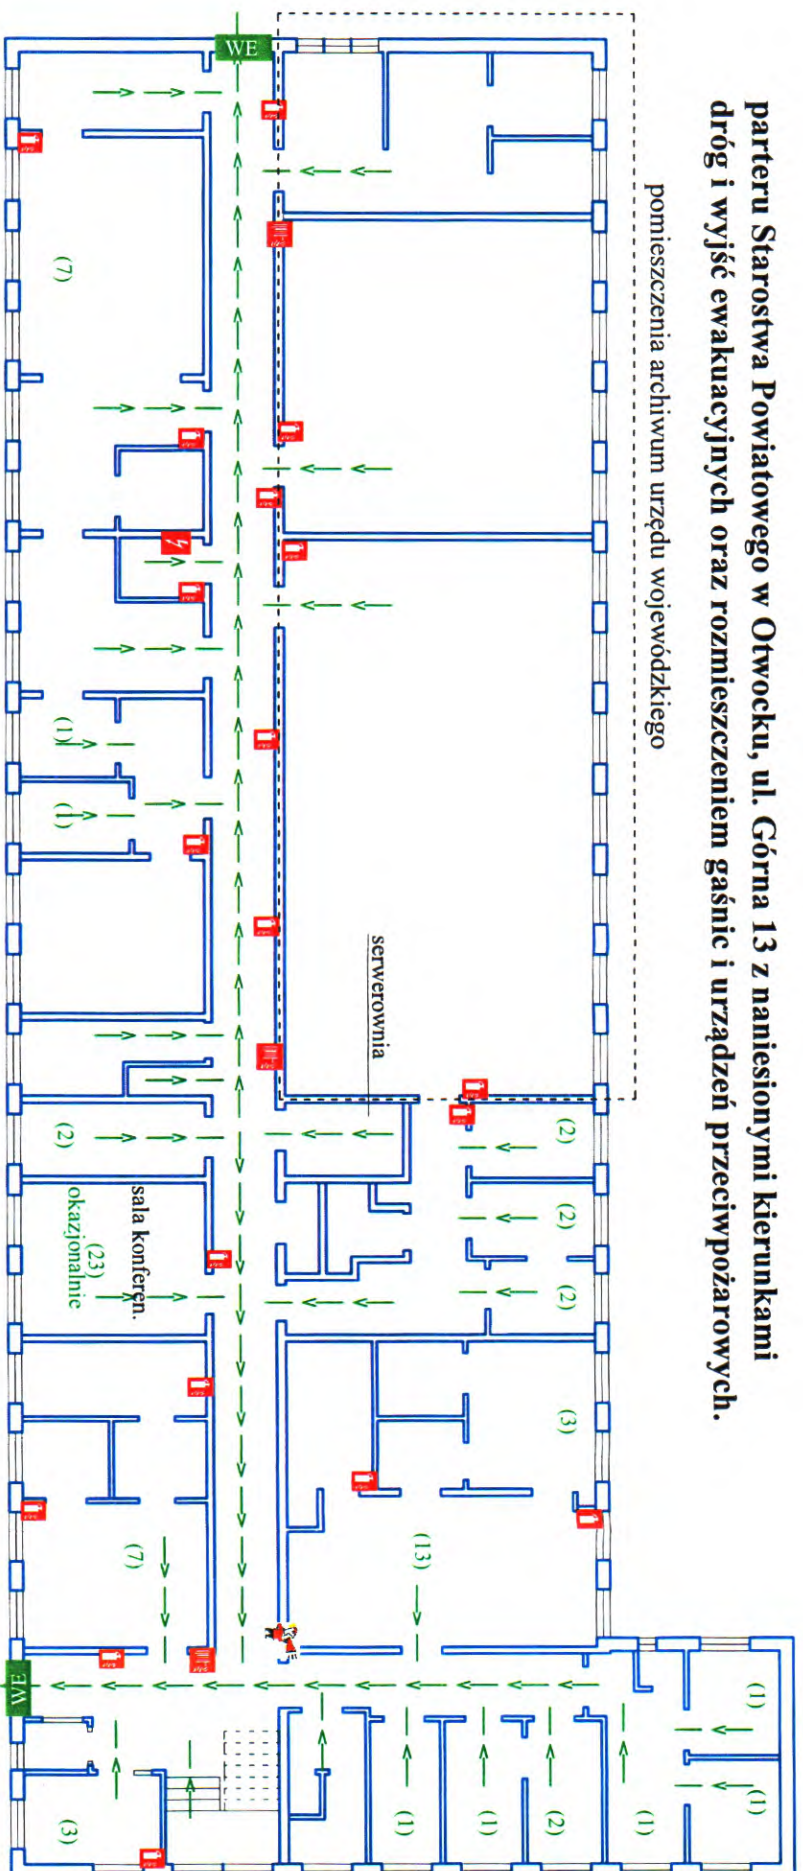 parteru Starostwa Powiatowego w Otwocku, ul. Górna 13 z naniesionymi kierunkami
dróg i wyjść ewakuacyjnych oraz rozmieszczeniem gaśnic i urządzeń przeciwpożarowych.
pomieszczenia archiwum urzędu wojewódzkiego
WE
(7)
(1)
(1)
serwerownia
(2)
(2)
(2)
(2)
sala konferen.
(23)
okazjonalnie
(3)
(13)
(7)
(1)
(1)
(1)
(2)
(1)
(1)
(3)
WE